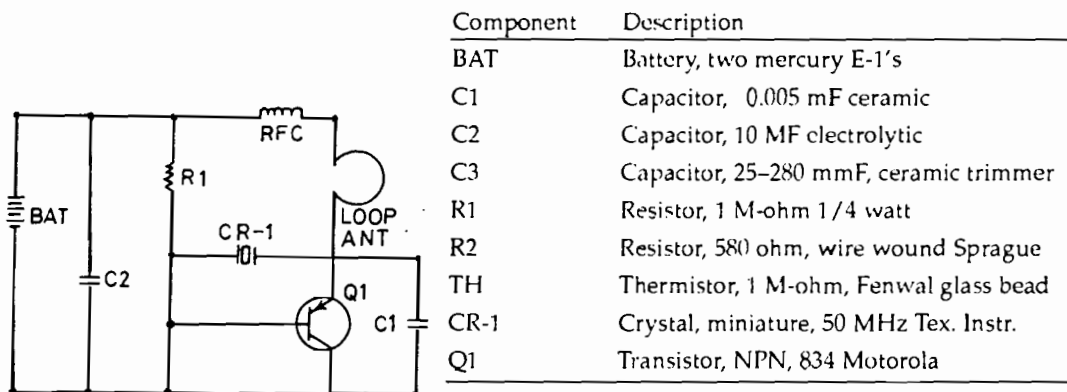 Component Description
BAT Battery, two mercury E-1's
C1 Capacitor, 0.005 mF ceramic
C2 Capacitor, 10 MF electrolytic
C3 Capacitor, 25–280 mmF, ceramic trimmer
R1 Resistor, 1 M-ohm 1/4 watt
R2 Resistor, 580 ohm, wire wound Sprague
TH Thermistor, 1 M-ohm, Fenwal glass bead
CR-1 Crystal, miniature, 50 MHz Tex. Instr.
Q1 Transistor, NPN, 834 Motorola
RFC
R1
BAT
LOOP
ANT
CR-1
C2
Q1
C1